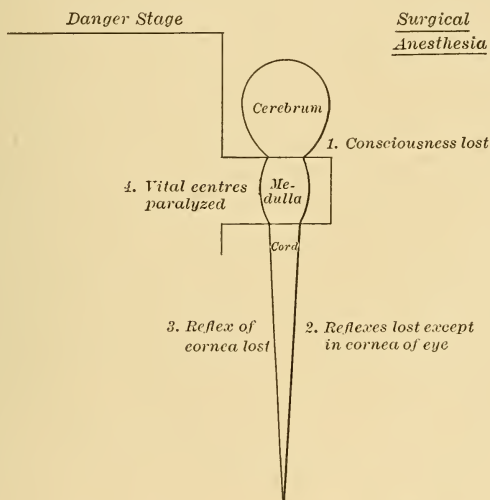 Danger Stage
Surgical
Anesthesia
Cerebrum
1. Consciousness lost
4. Vital centres
paralyzed
Me-
dulla
Cord
3. Reflex of
cornea lost
2. Reflexes lost except
in cornea of eye